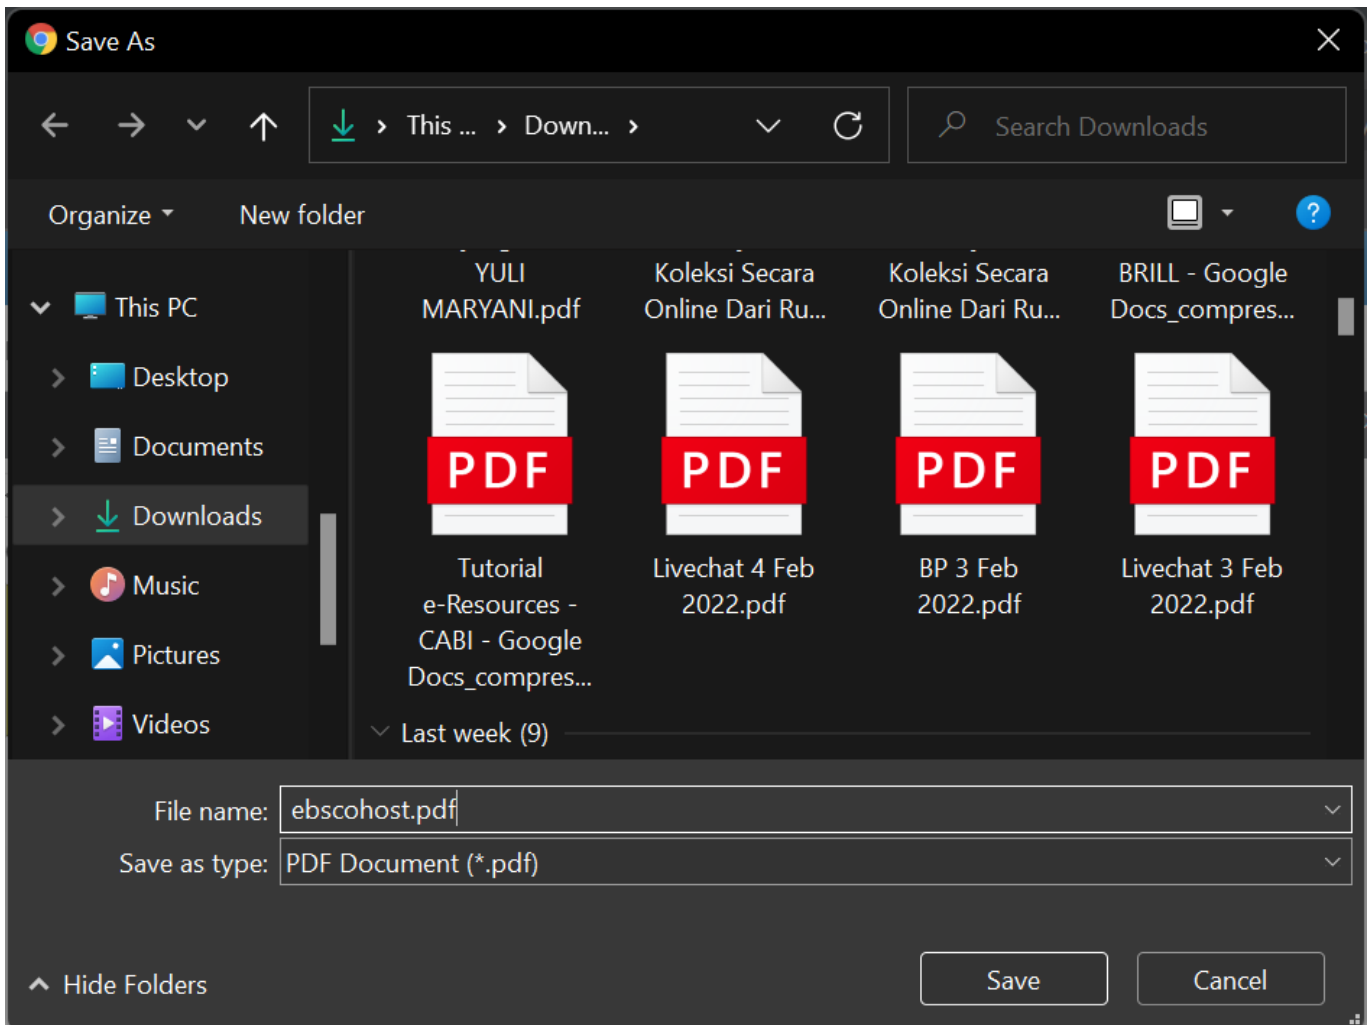 Save As
This ...
Down...
Search Downloads
Organize
New folder
?
This PC
Desktop
Documents
Downloads
Music
Pictures
Videos
YULI
MARYANI.pdf
Koleksi Secara
Online Dari Ru...
Koleksi Secara
Online Dari Ru...
BRILL - Google
Docs_compres...
PDF
PDF
PDF
PDF
Tutorial
e-Resources -
CABI - Google
Docs_compres...
Livechat 4 Feb
2022.pdf
BP 3 Feb
2022.pdf
Livechat 3 Feb
2022.pdf
Last week (9)
File name: ebscohost.pdf
Save as type: PDF Document (*.pdf)
Hide Folders
Save
Cancel